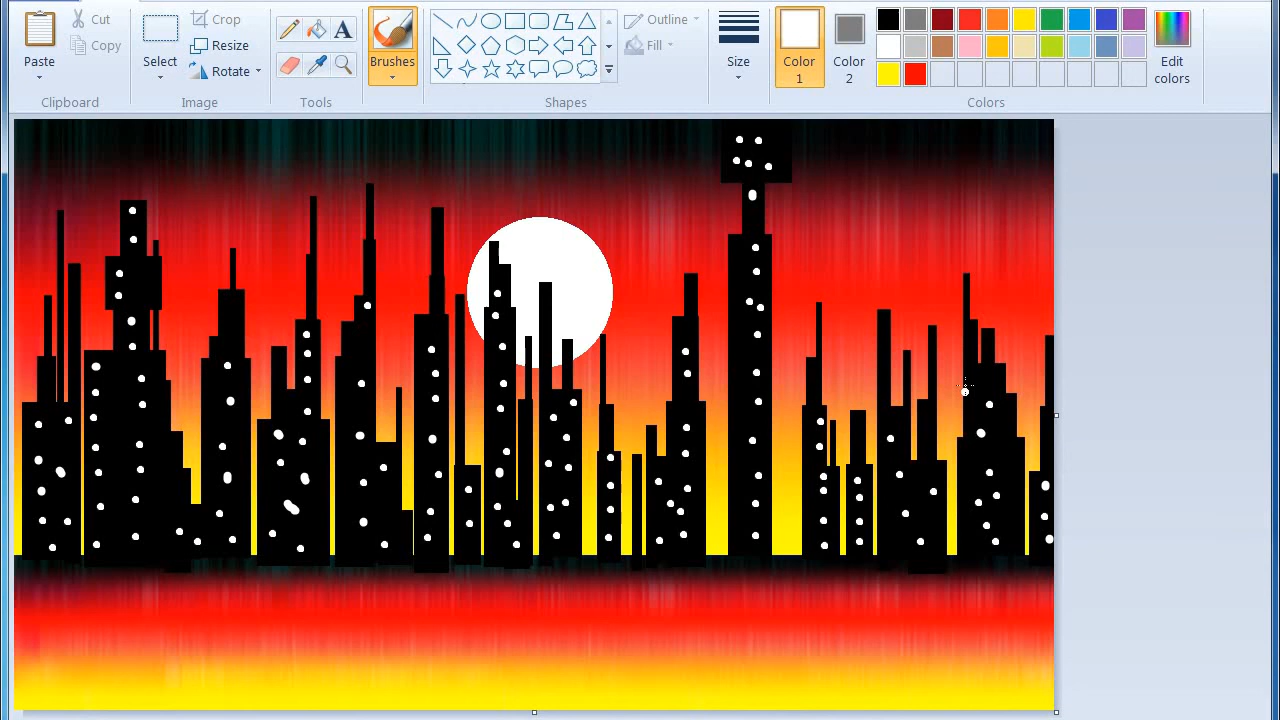 Paste
Cut
Copy
Clipboard
Select
Crop
Resize
Rotate
Image
A
Tools
Brushes
Outline
Fill
Shapes
Size
Color 1
Color 2
Edit colors
Colors